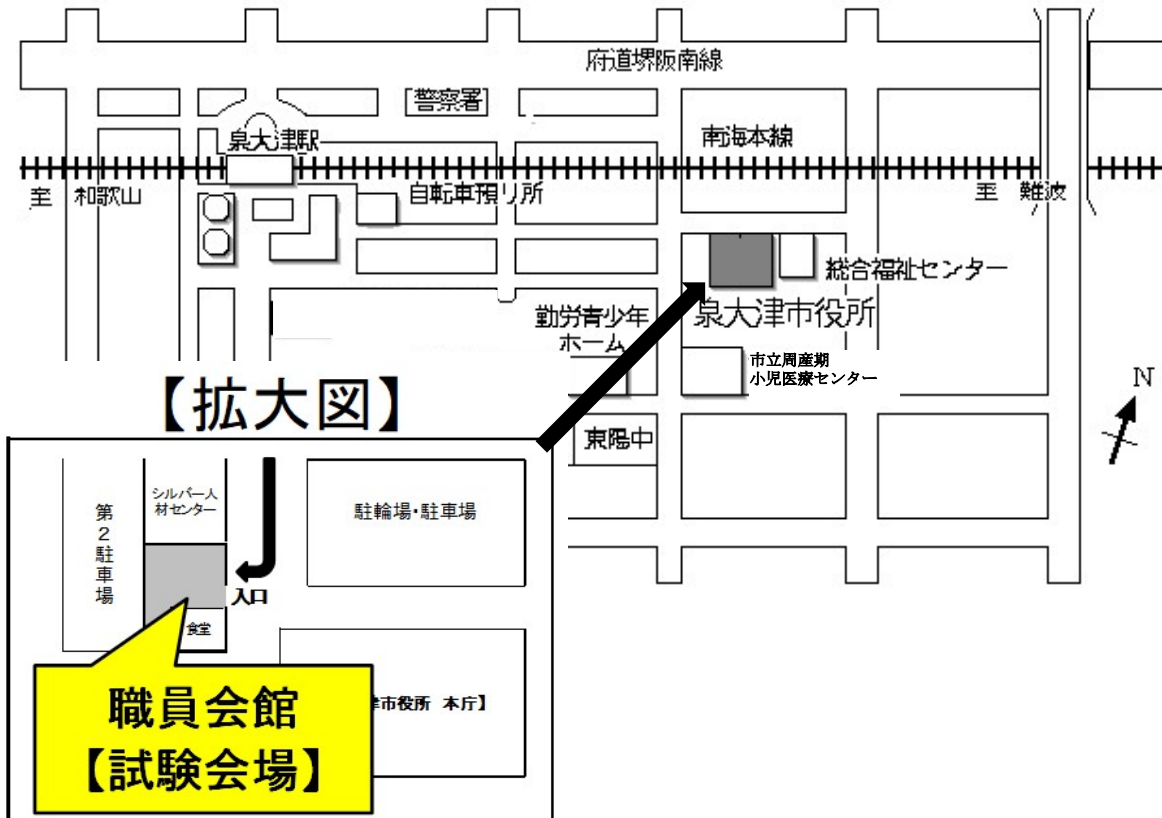 府道堺阪南線
警察署
泉大津駅
南海本線
至 和歌山
自転車預り所
至 難波
総合福祉センター
泉大津市役所
勤労青少年
ホーム
市立周産期
小児医療センター
N
東陽中
【拡大図】
シルバー人
材センター
第2駐車場
駐輪場・駐車場
入口
食堂
市役所 本庁】
職員会館
【試験会場】